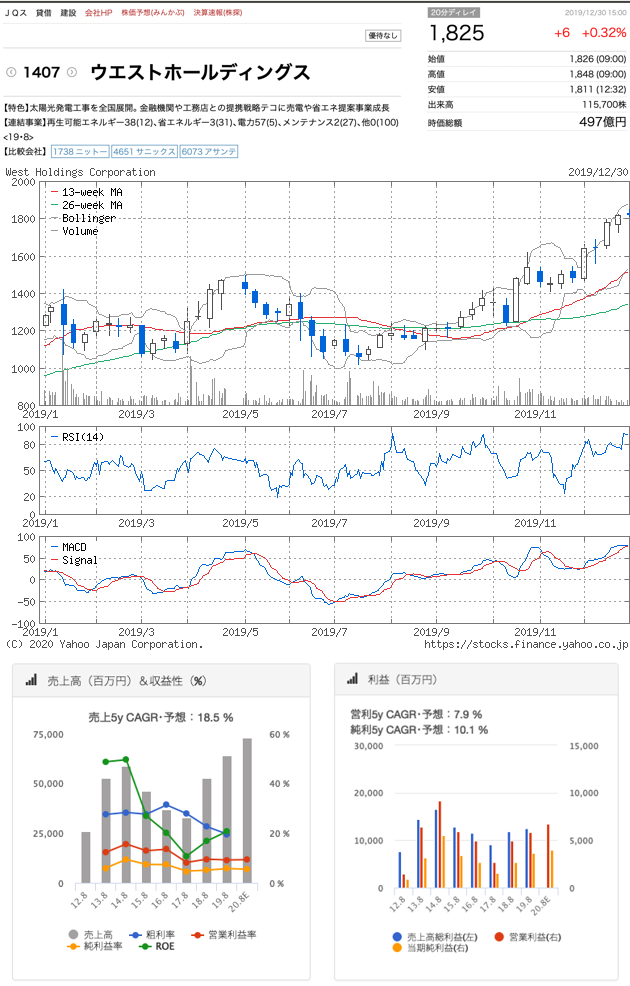 JQス 貸借 建設 会社HP 株価予想(みんかぶ) 決算速報(株探)
優待なし
1407 ウエストホールディングス
20分ディレイ 2019/12/30 15:00
1,825 +6 +0.32%
始値 1,826 (09:00)
高値 1,848 (09:00)
安値 1,811 (12:32)
出来高 115,700株
時価総額 497億円
【特色】太陽光発電工事を全国展開。金融機関や工務店との提携戦略テコに売電や省エネ提案事業成長
【連結事業】再生可能エネルギー38(12)、省エネルギー3(31)、電力57(5)、メンテナンス2(27)、他0(100)
<19・8>
【比較会社】 1738 ニットー 4651 サニックス 6073 アサンテ
West Holdings Corporation 2019/12/30
2000
1800
1600
1400
1200
1000
800
13-week MA
26-week MA
Bollinger
Volume
2019/1 2019/3 2019/5 2019/7 2019/9 2019/11
100
80
50
20
0
RSI(14)
2019/1 2019/3 2019/5 2019/7 2019/9 2019/11
100
50
0
-50
-100
MACD
Signal
2019/1 2019/3 2019/5 2019/7 2019/9 2019/11
(C) 2020 Yahoo Japan Corporation. https://stocks.finance.yahoo.co.jp/
売上高（百万円）＆収益性（%）
売上5y CAGR・予想：18.5 %
75,000 60 %
50,000 40 %
25,000 20 %
0 0 %
12.8 13.8 14.8 15.8 16.8 17.8 18.8 19.8 20.8E
売上高 粗利率 営業利益率
純利益率 ROE
利益（百万円）
営利5y CAGR・予想：7.9 %
純利5y CAGR・予想：10.1 %
30,000 15,000
20,000 10,000
10,000 5,000
0 0
12.8 13.8 14.8 15.8 16.8 17.8 18.8 19.8 20.8E
売上高総利益(左) 営業利益(右)
当期純利益(右)